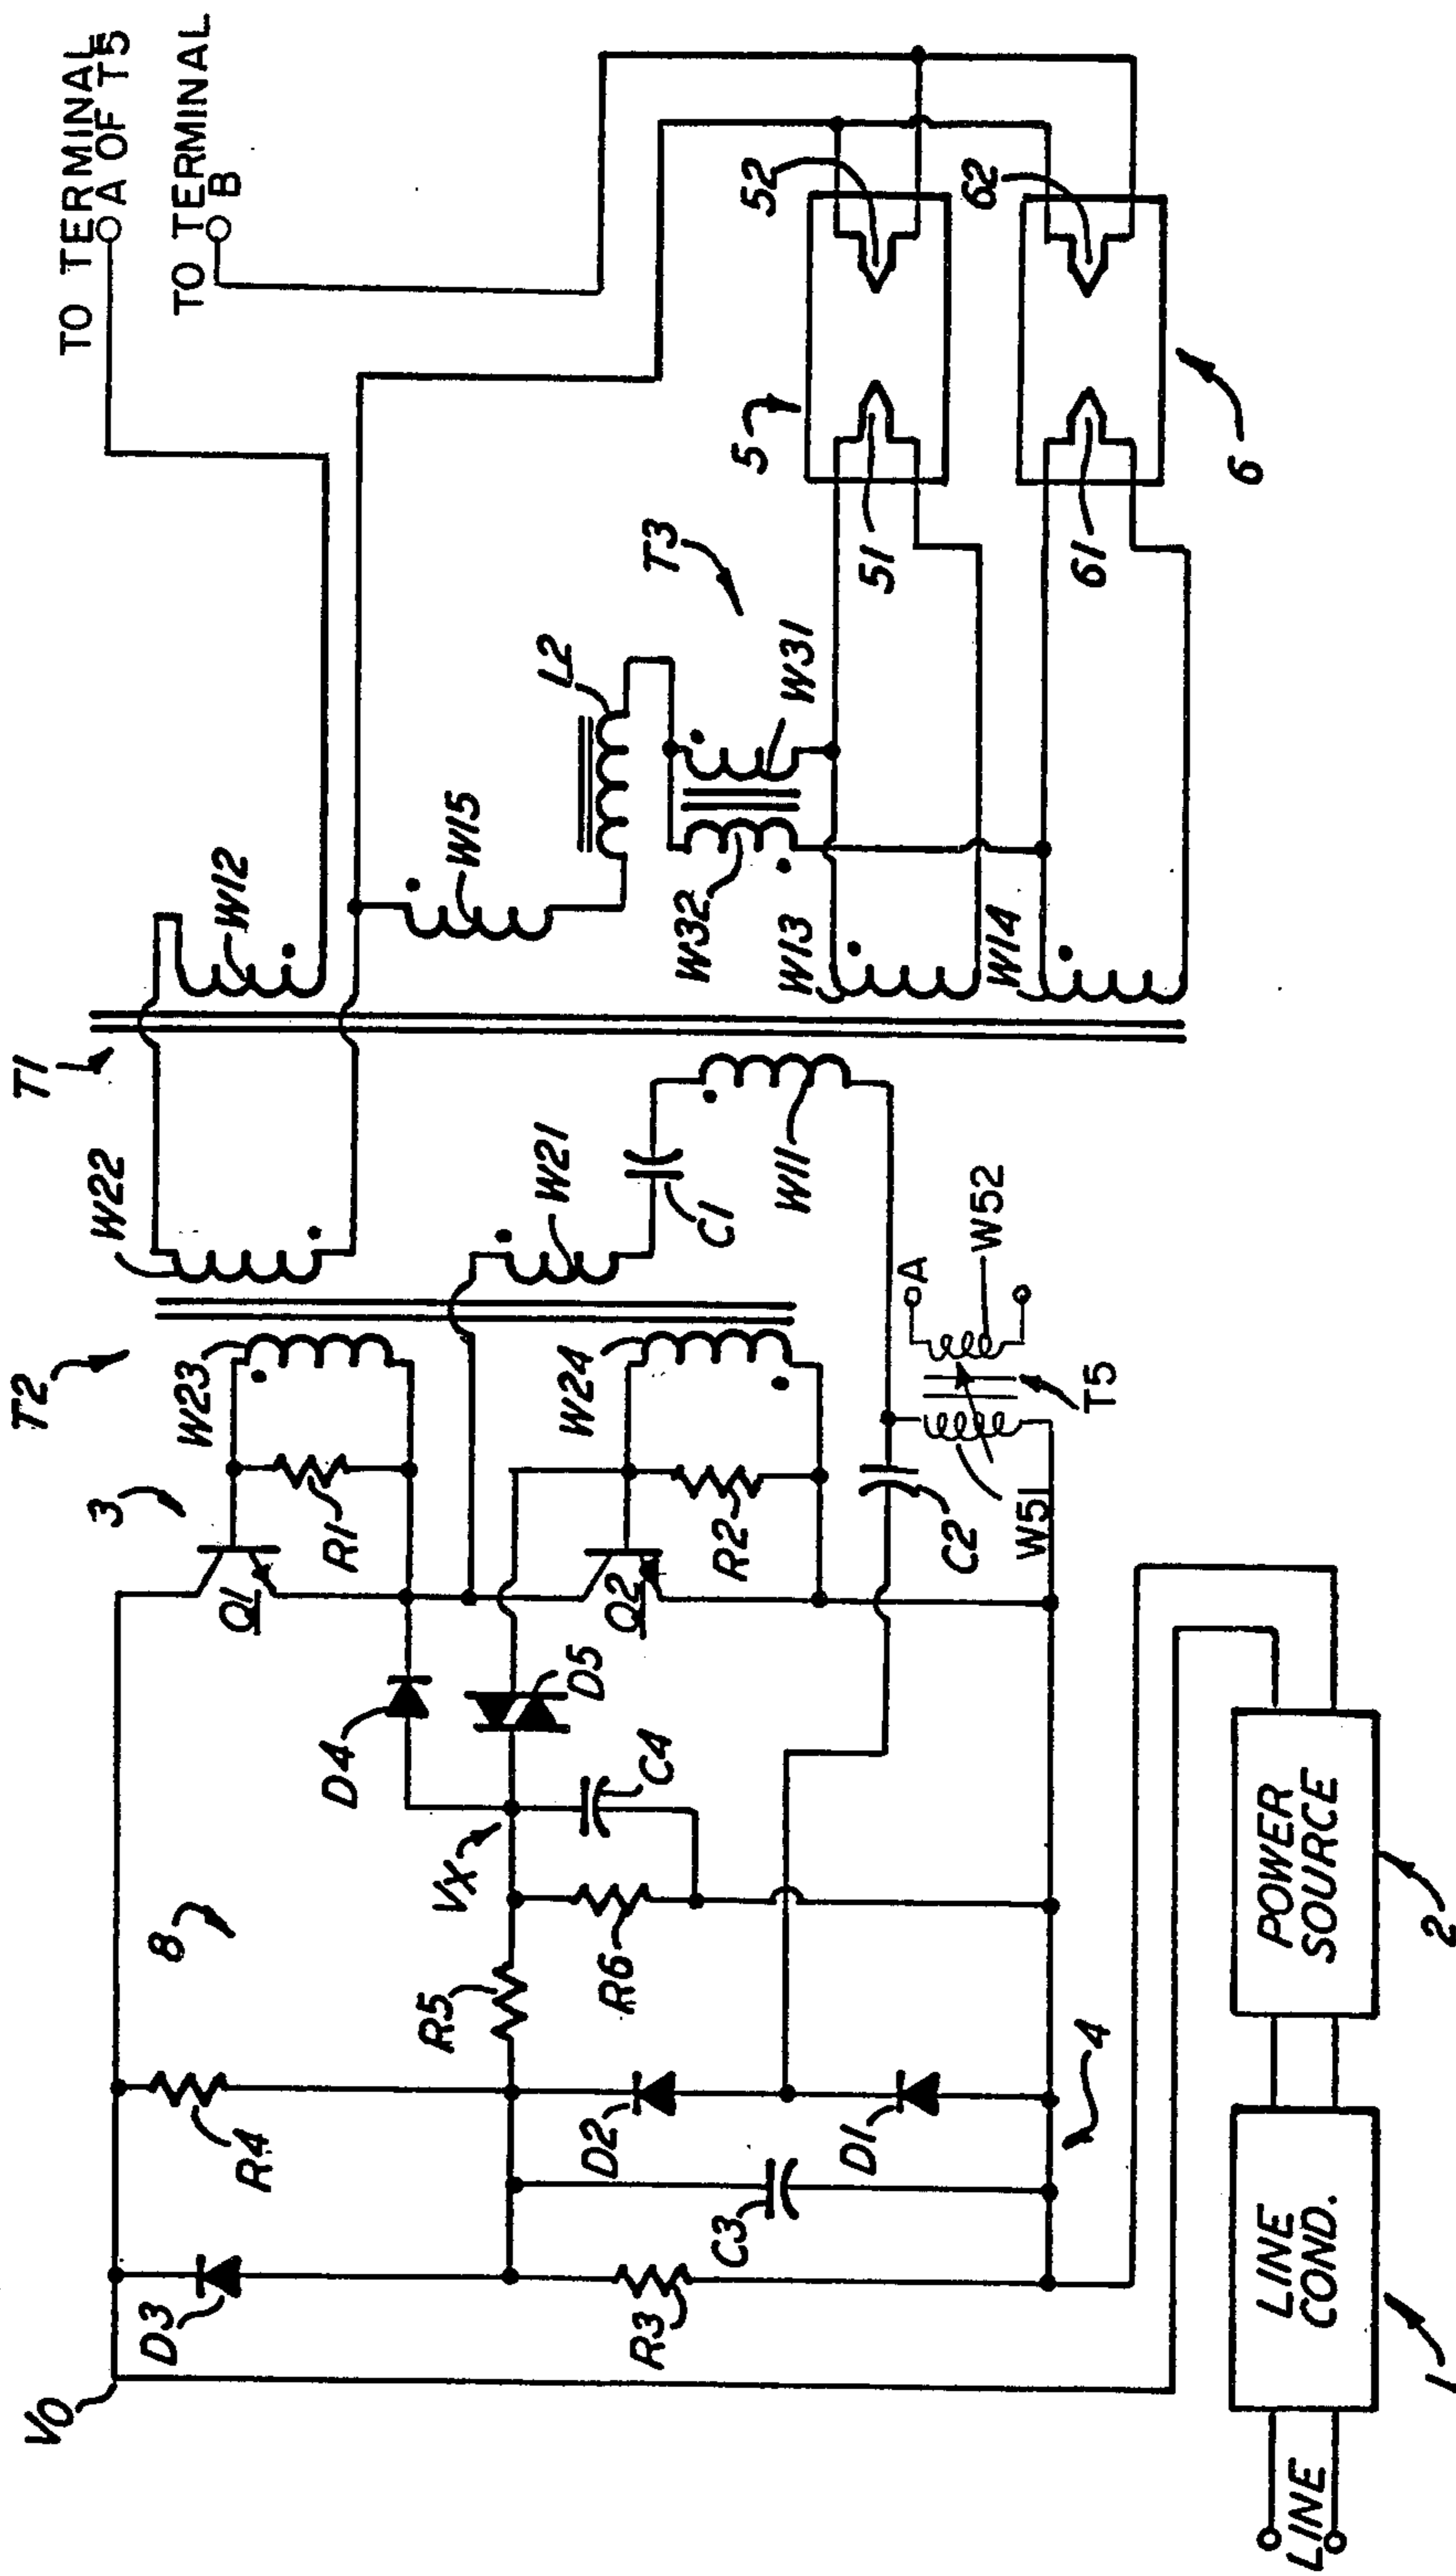 TO TERMINAL
A OF T5
TO TERMINAL
B
T1
T2
W22
W12
W23
3
Q1
R1
W21
W15
L2
T3
52
5
VO
D3
R4
8
D4
VX
R5
D5
W24
C1
W32
W31
51
62
Q2
R2
C4
R6
W11
W13
W14
61
6
D2
C3
D1
R3
C2
A
W52
W51
T5
4
LINE
LINE
COND.
1
POWER
SOURCE
2